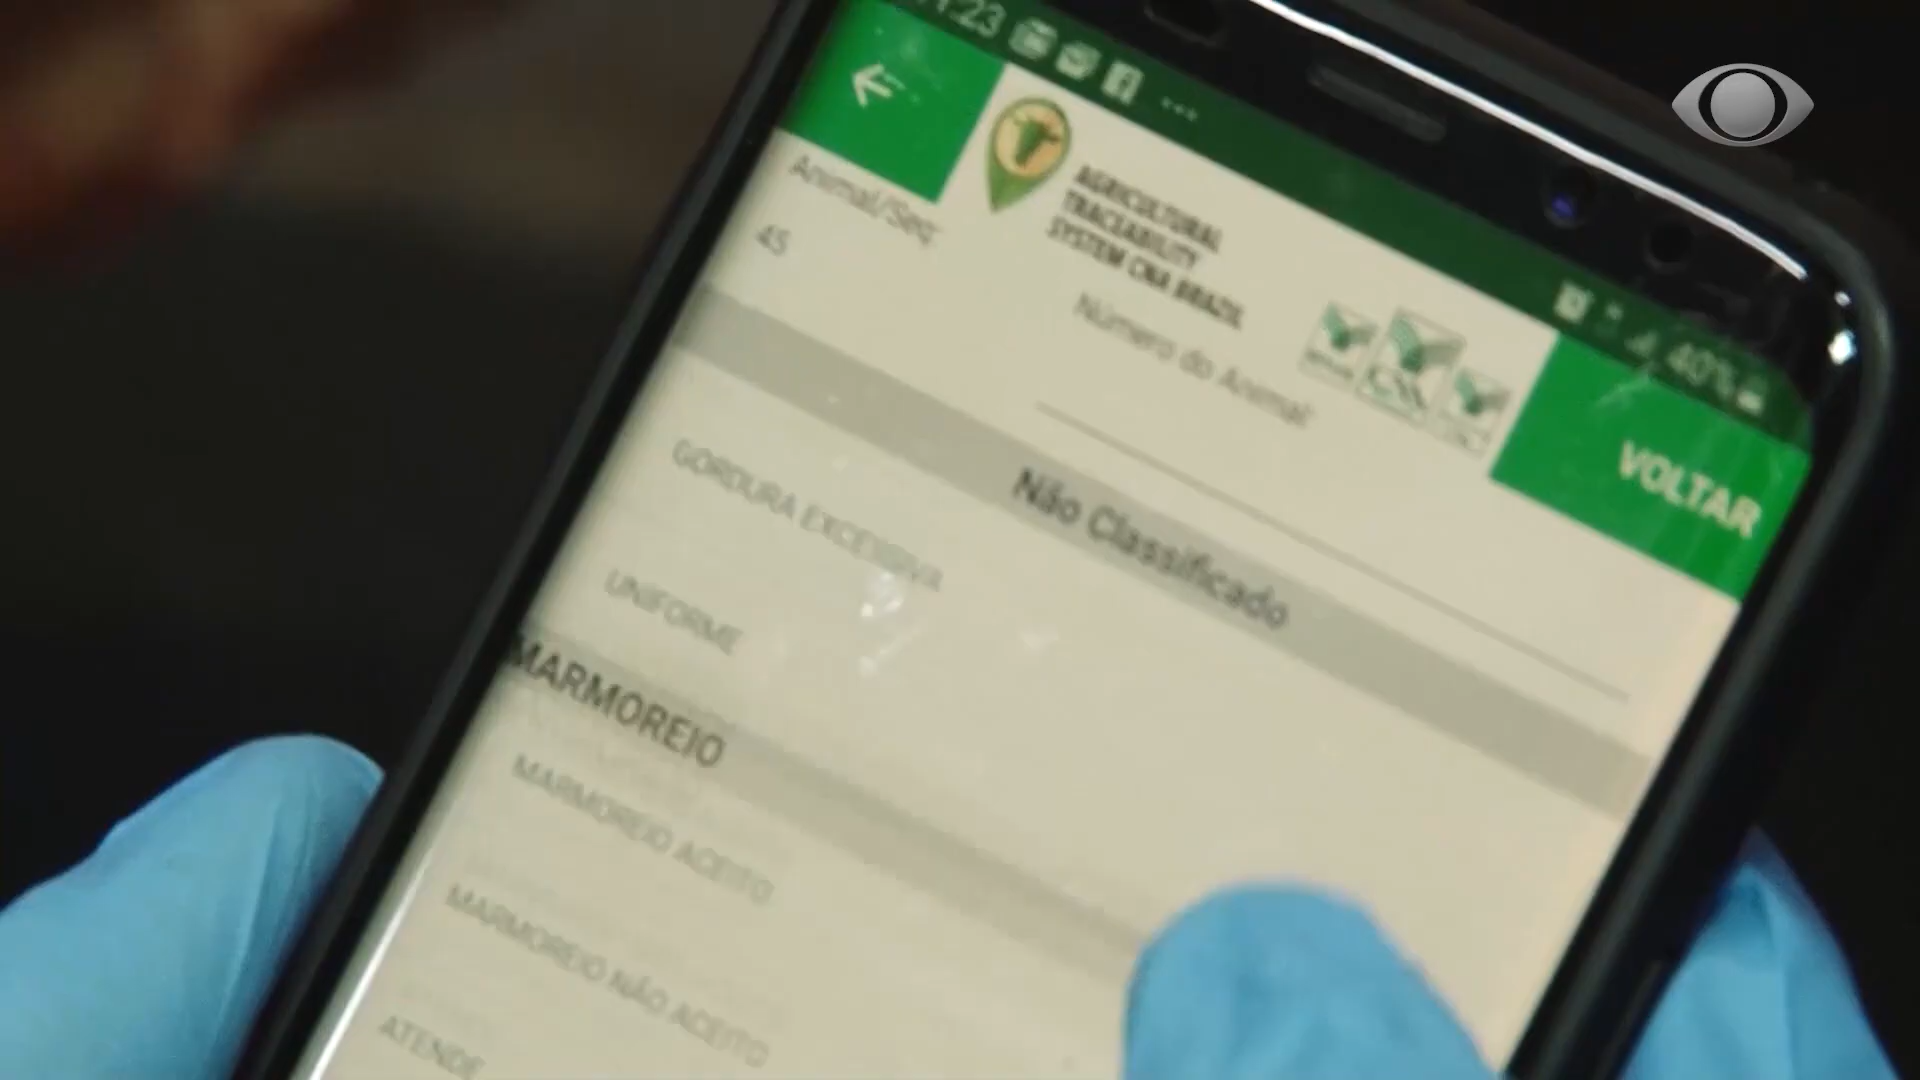 40%
AGRICULTURAL
TRACEABILITY
SYSTEM CNA BRAZIL
VOLTAR
Animal/Seq
45
Número do Animal
Não Classificado
GORDURA EXCESSIVA
UNIFORME
MARMOREIO
MARMOREIO ACEITO
MARMOREIO NÃO ACEITO
ATENDE